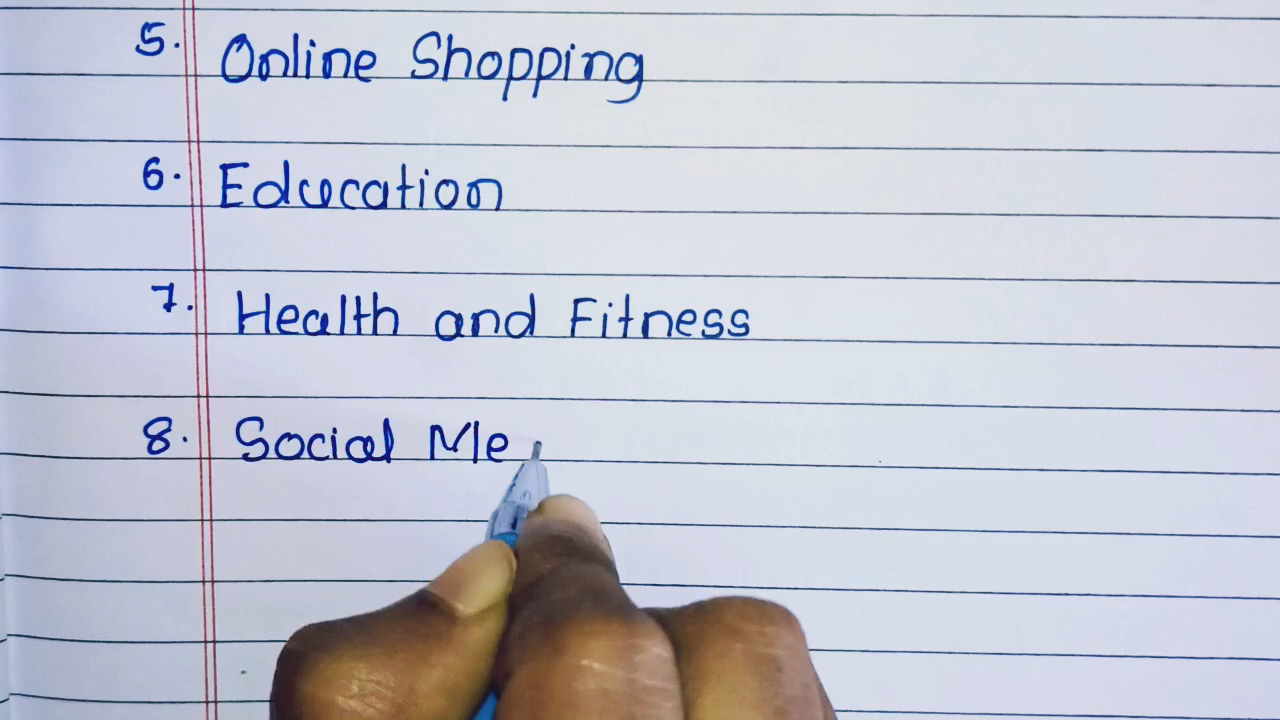 5. Online Shopping
6. Education
7. Health and Fitness
8. Social Me